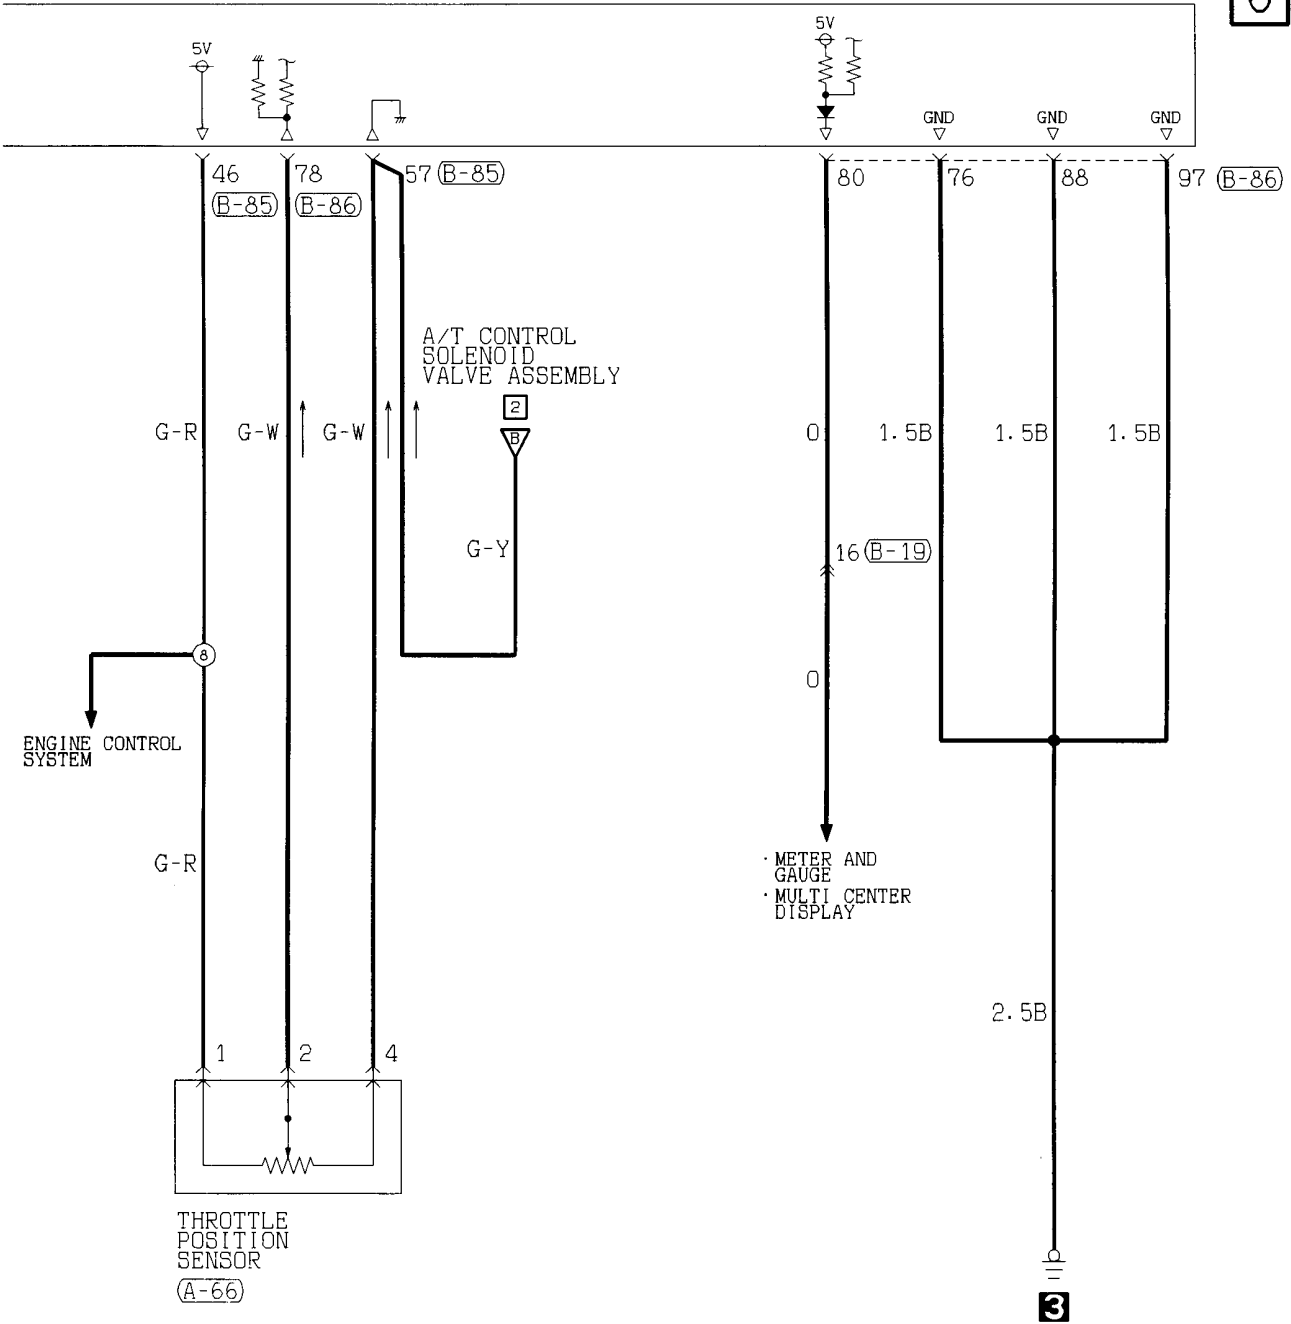 5V
5V
GND
GND
GND
46
78
57 (B-85)
80
76
88
97 (B-86)
(B-85)
(B-86)
A/T CONTROL
SOLENOID
VALVE ASSEMBLY
2
B
G-R
G-W
G-W
O
1.5B
1.5B
1.5B
G-Y
16 (B-19)
8
O
ENGINE CONTROL
SYSTEM
G-R
· METER AND
GAUGE
· MULTI CENTER
DISPLAY
2.5B
1
2
4
THROTTLE
POSITION
SENSOR
(A-66)
3